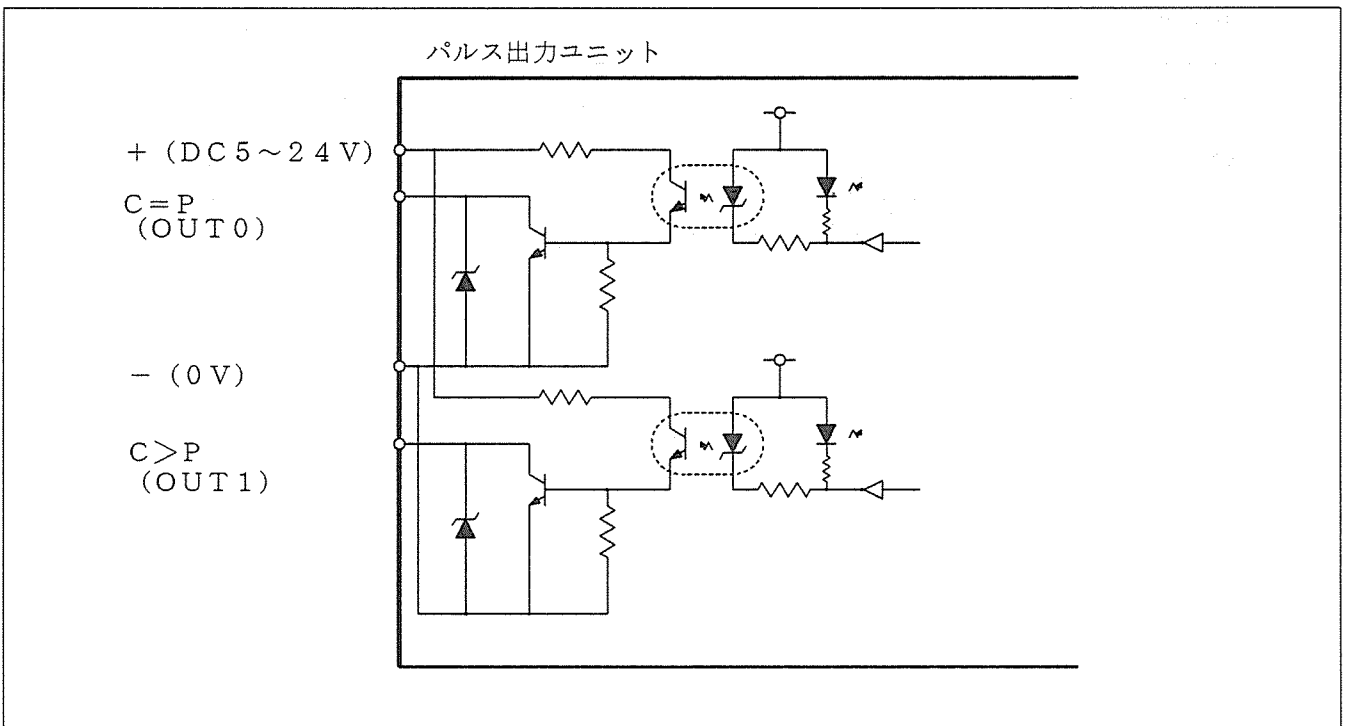 パルス出力ユニット
+（DC5～24V）
C=P
（OUT0）
−（0V）
C>P
（OUT1）